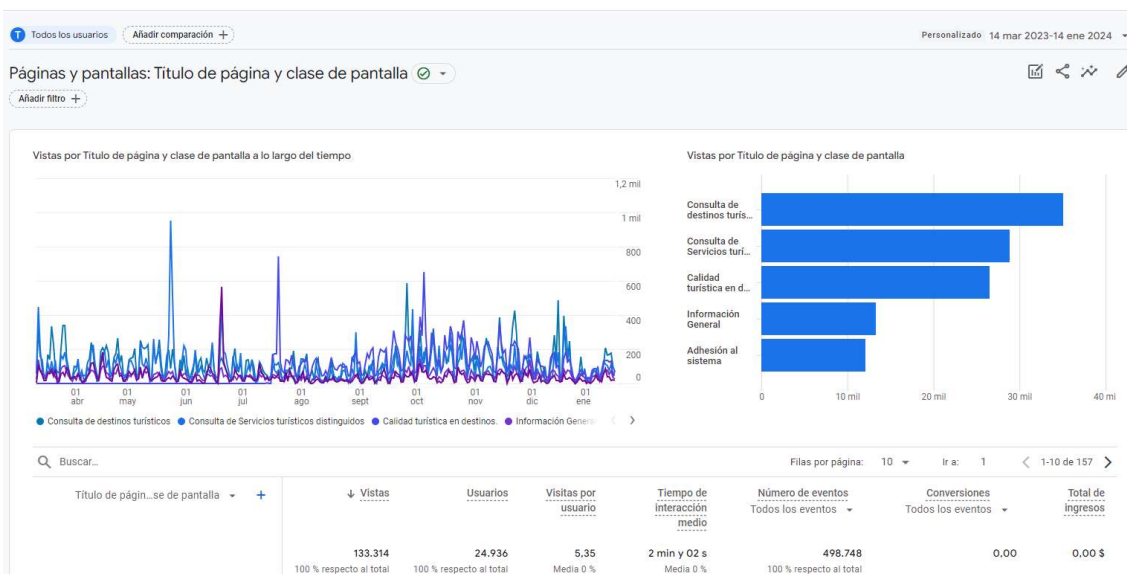 T Todos los usuarios Añadir comparación + Personalizado 14 mar 2023-14 ene 2024
Páginas y pantallas: Título de página y clase de pantalla
Añadir filtro +
Vistas por Título de página y clase de pantalla a lo largo del tiempo
1,2 mil
1 mil
800
600
400
200
0
01 abr
01 may
01 jun
01 jul
01 ago
01 sept
01 oct
01 nov
01 dic
01 ene
Consulta de destinos turísticos Consulta de Servicios turísticos distinguidos Calidad turística en destinos. Información Genera
Vistas por Título de página y clase de pantalla
Consulta de
destinos turís...
Consulta de
Servicios turí...
Calidad
turística en d...
Información
General
Adhesión al
sistema
0 10 mil 20 mil 30 mil 40 mi
Buscar... Filas por página: 10 Ir a: 1 < 1-10 de 157 >
Título de págin...se de pantalla + ↓ Vistas Usuarios Visitas por usuario Tiempo de interacción medio Número de eventos Todos los eventos Conversiones Todos los eventos Total de ingresos
133.314 24.936 5,35 2 min y 02 s 498.748 0,00 0,00 $
100 % respecto al total 100 % respecto al total Media 0 % Media 0 % 100 % respecto al total